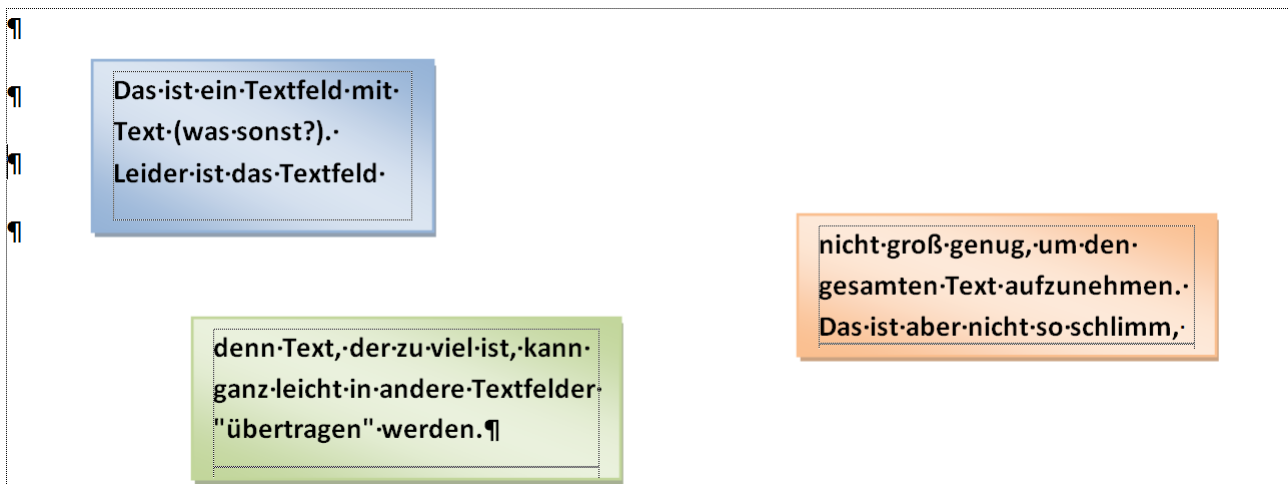 ¶
¶
¶
¶
Das·ist·ein·Textfeld·mit·
Text·(was·sonst?).·
Leider·ist·das·Textfeld·
nicht·groß·genug,·um·den·
gesamten·Text·aufzunehmen.·
Das·ist·aber·nicht·so·schlimm,·
denn·Text,·der·zu·viel·ist,·kann·
ganz·leicht·in·andere·Textfelder·
"übertragen"·werden.¶